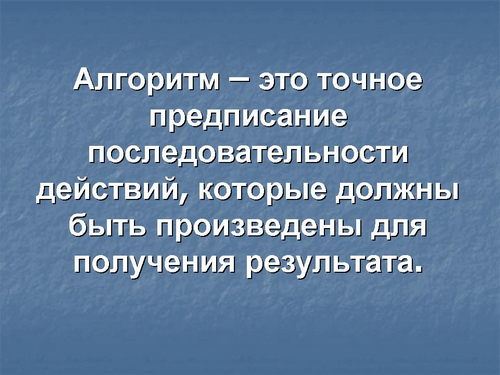 Алгоритм – это точное
предписание
последовательности
действий, которые должны
быть произведены для
получения результата.